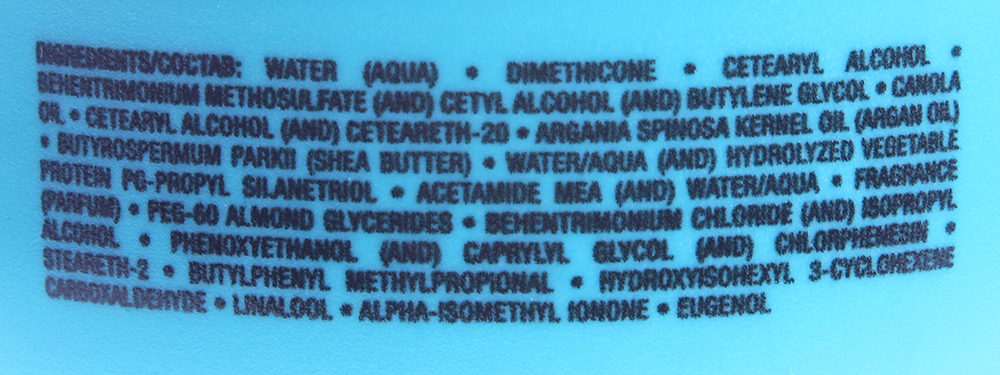 INGREDIENTS/СОСТАВ: WATER (AQUA) • DIMETHICONE • CETEARYL ALCOHOL •
BEHENTRIMONIUM METHOSULFATE (AND) CETYL ALCOHOL (AND) BUTYLENE GLYCOL • CANOLA
OIL • CETEARYL ALCOHOL (AND) CETEARETH-20 • ARGANIA SPINOSA KERNEL OIL (ARGAN OIL)
• BUTYROSPERMUM PARKII (SHEA BUTTER) • WATER/AQUA (AND) HYDROLYZED VEGETABLE
PROTEIN PG-PROPYL SILANETRIOL • ACETAMIDE MEA (AND) WATER/AQUA • FRAGRANCE
(PARFUM) • PEG-60 ALMOND GLYCERIDES • BEHENTRIMONIUM CHLORIDE (AND) ISOPROPYL
ALCOHOL • PHENOXYETHANOL (AND) CAPRYLYL GLYCOL (AND) CHLORPHENESIN •
STEARETH-2 • BUTYLPHENYL METHYLPROPIONAL • HYDROXYISOHEXYL 3-CYCLOHEXENE
CARBOXALDEHYDE • LINALOOL • ALPHA-ISOMETHYL IONONE • EUGENOL